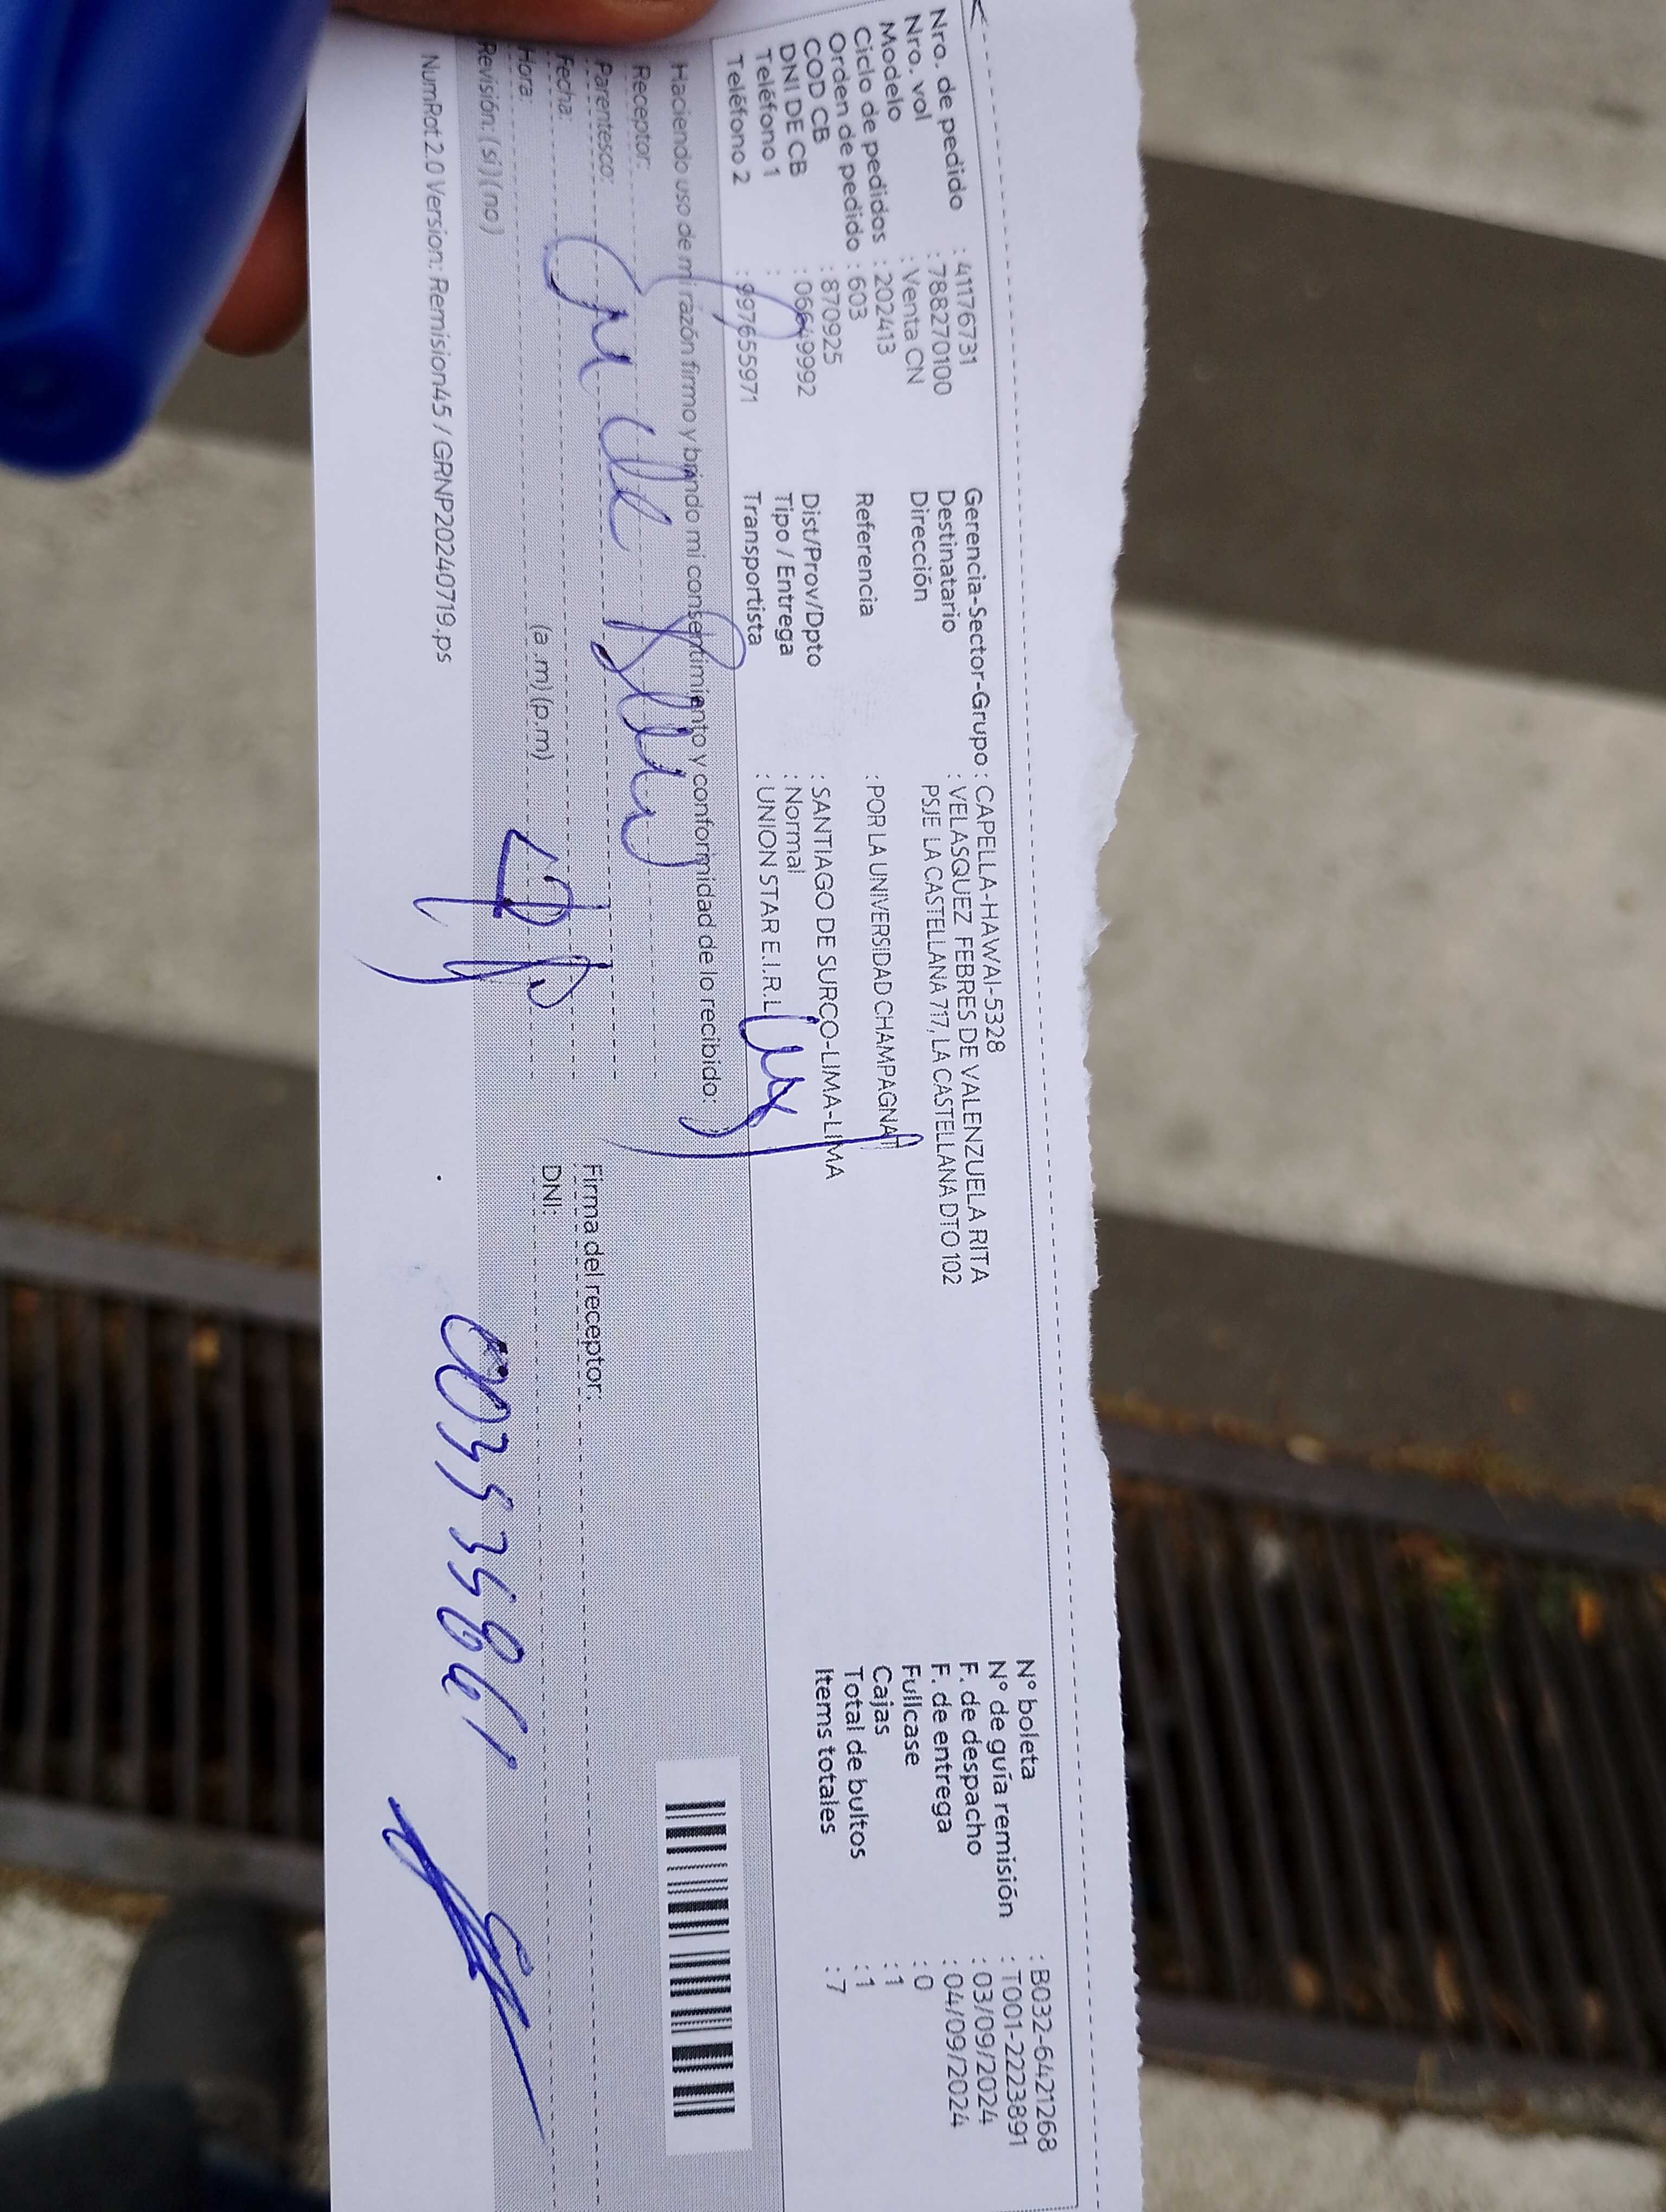 Nro. de pedido : 41176731
Nro. vol : 788270100
Modelo : Venta CN
Ciclo de pedidos : 202413
Orden de pedido : 603
COD CB : 870925
DNI DE CB : 06649992
Teléfono 1 :
Teléfono 2 : 997655971
Gerencia-Sector-Grupo : CAPELLA-HAWAI-5328
Destinatario : VELASQUEZ FEBRES DE VALENZUELA RITA
Dirección PSJE LA CASTELLANA 717, LA CASTELLANA DTO 102
Referencia : POR LA UNIVERSIDAD CHAMPAGNAT
Dist/Prov/Dpto : SANTIAGO DE SURCO-LIMA-LIMA
Tipo / Entrega : Normal
Transportista : UNION STAR E.I.R.L
N° boleta : B032-6421268
N° de guía remisión : T001-2223891
F. de despacho : 03/09/2024
F. de entrega : 04/09/2024
Fullcase : 0
Cajas : 1
Total de bultos : 1
Items totales : 7
Haciendo uso de mi razón firmo y brindo mi consentimiento y conformidad de lo recibido:
Receptor:
Parentesco:
Fecha:
Hora: (a.m) (p.m)
Revisión: (si) (no)
Firma del receptor:
DNI:
NumRot 2.0 Version: Remision45 / GRNP20240719.ps